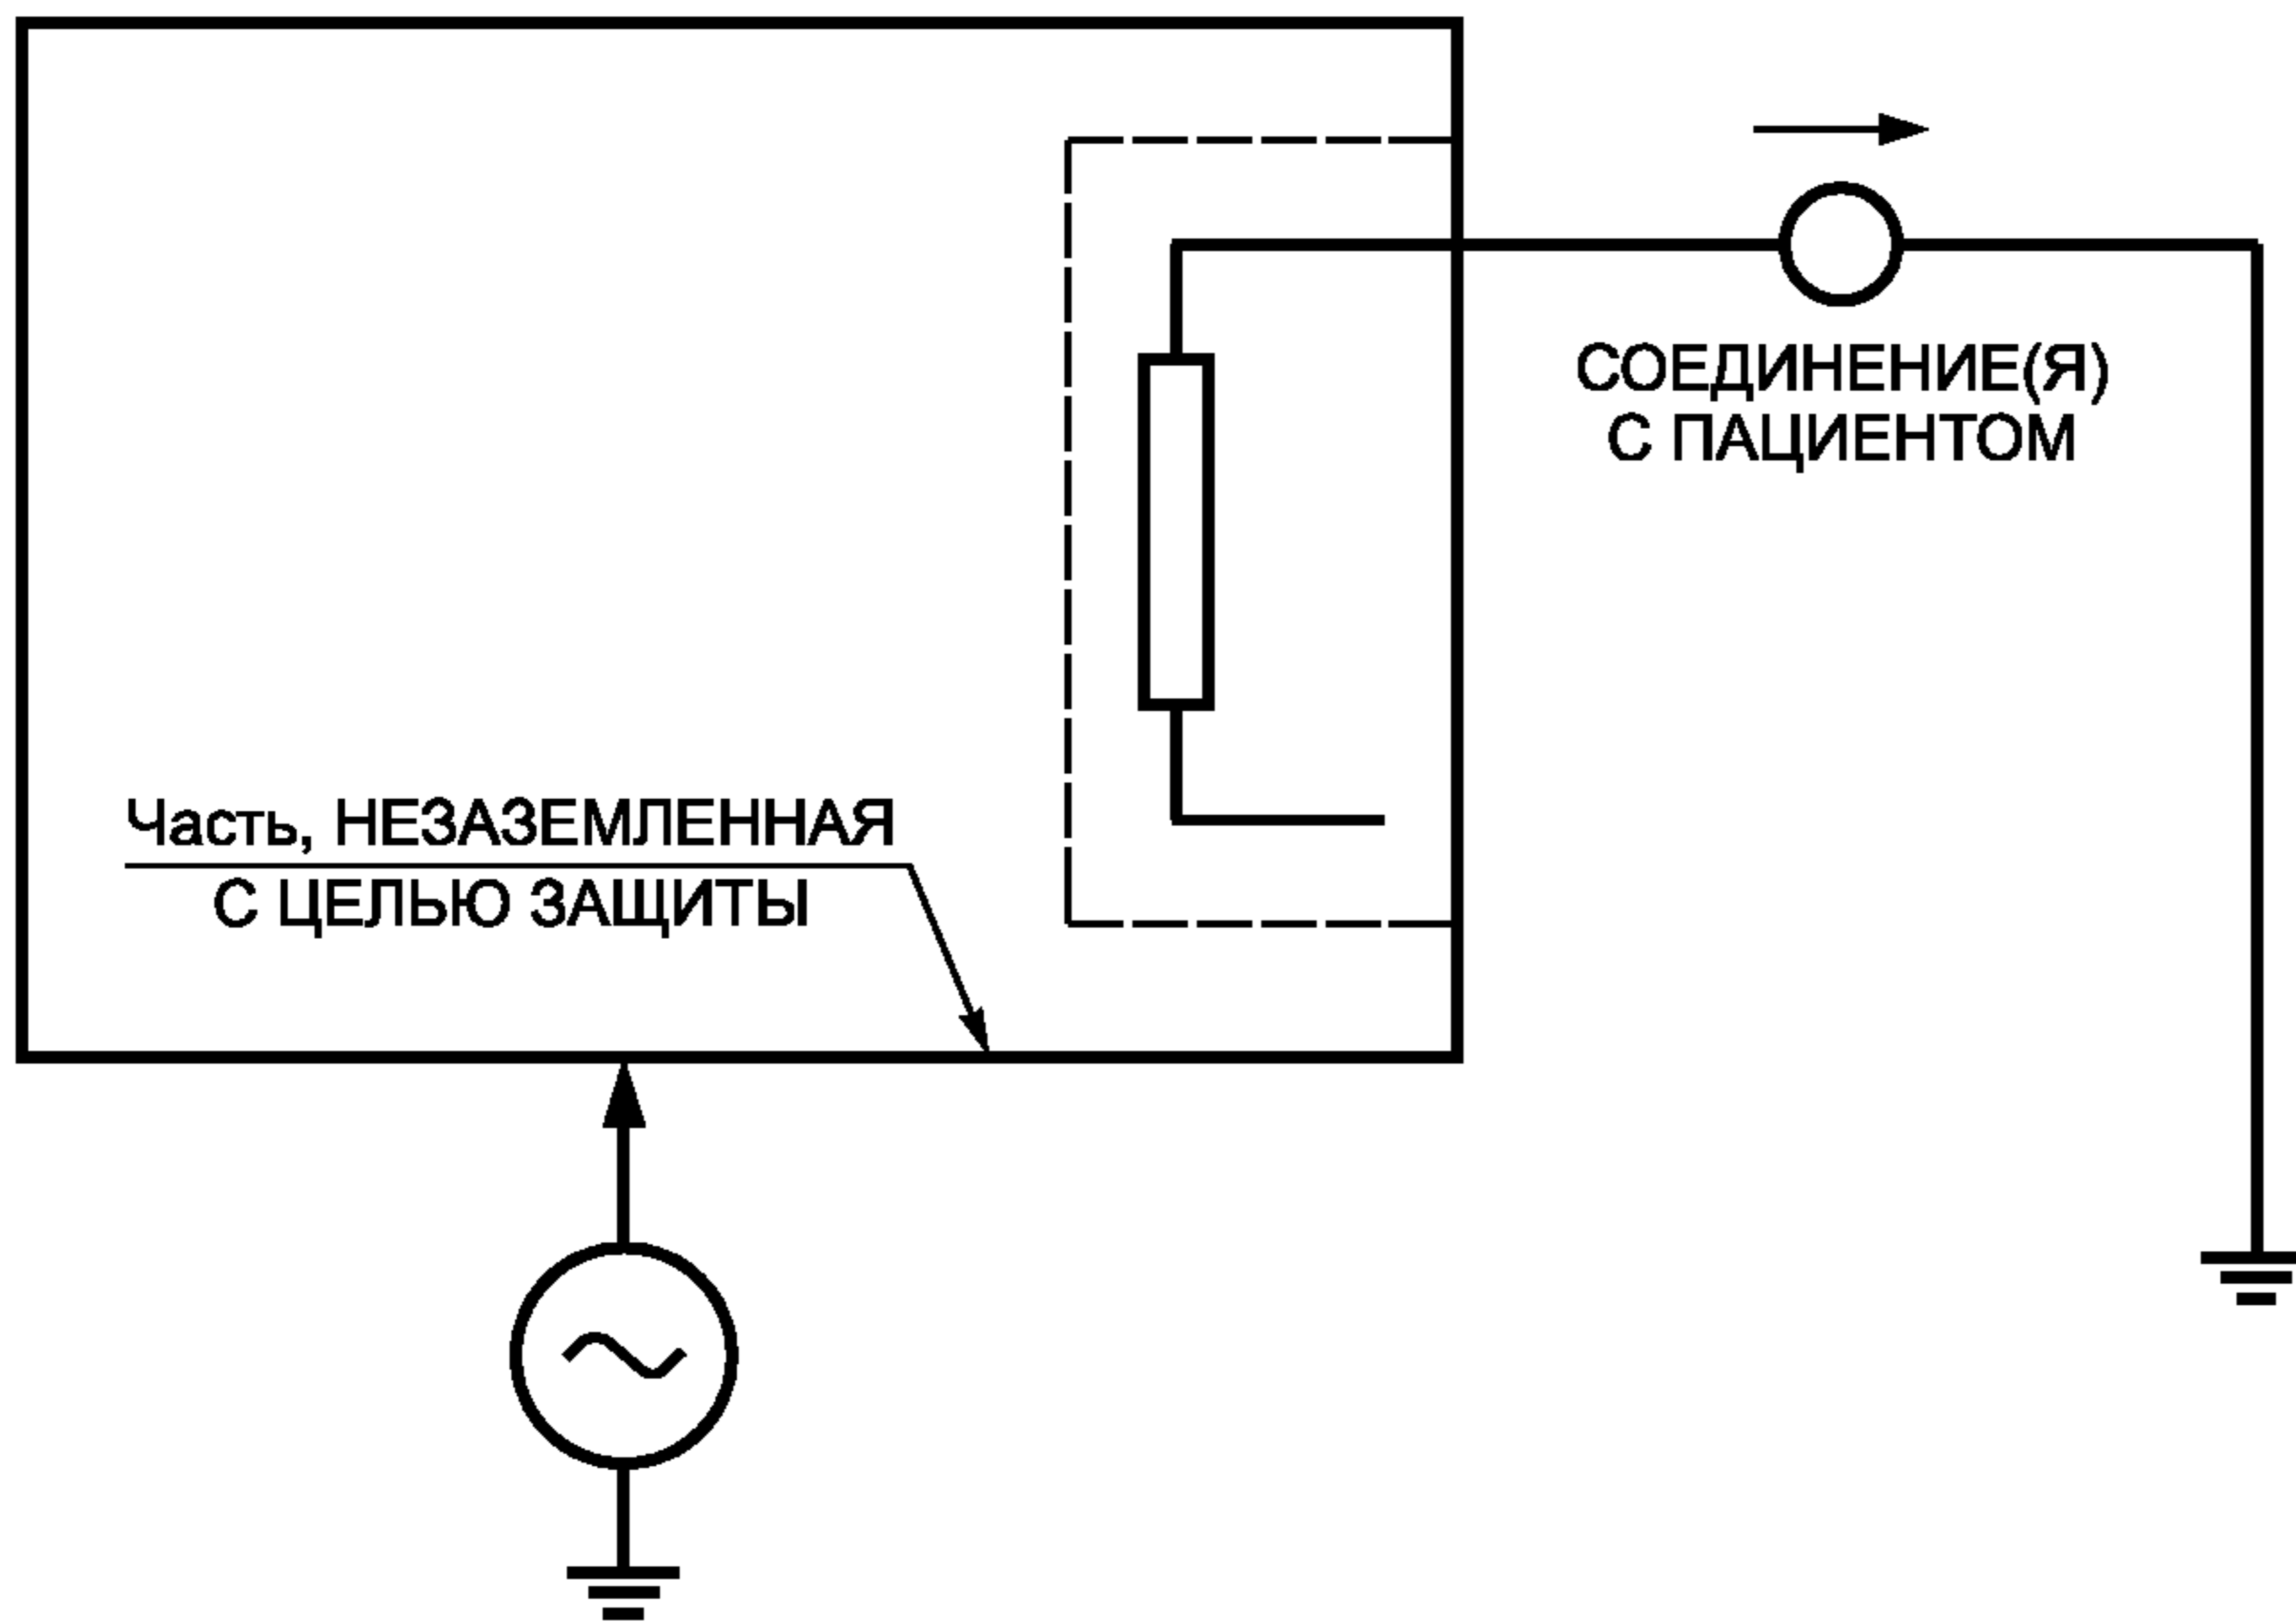 СОЕДИНЕНИЕ(Я)
С ПАЦИЕНТОМ
Часть, НЕЗАЗЕМЛЕННАЯ
С ЦЕЛЬЮ ЗАЩИТЫ